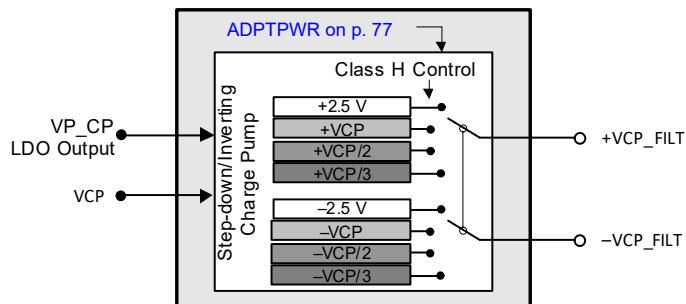 ADPTPWR on p. 77
Class H Control
Step-down/Inverting
Charge Pump
VP_CP
LDO Output
VCP
+2.5 V
+VCP
+VCP/2
+VCP/3
–2.5 V
–VCP
–VCP/2
–VCP/3
+VCP_FILT
–VCP_FILT